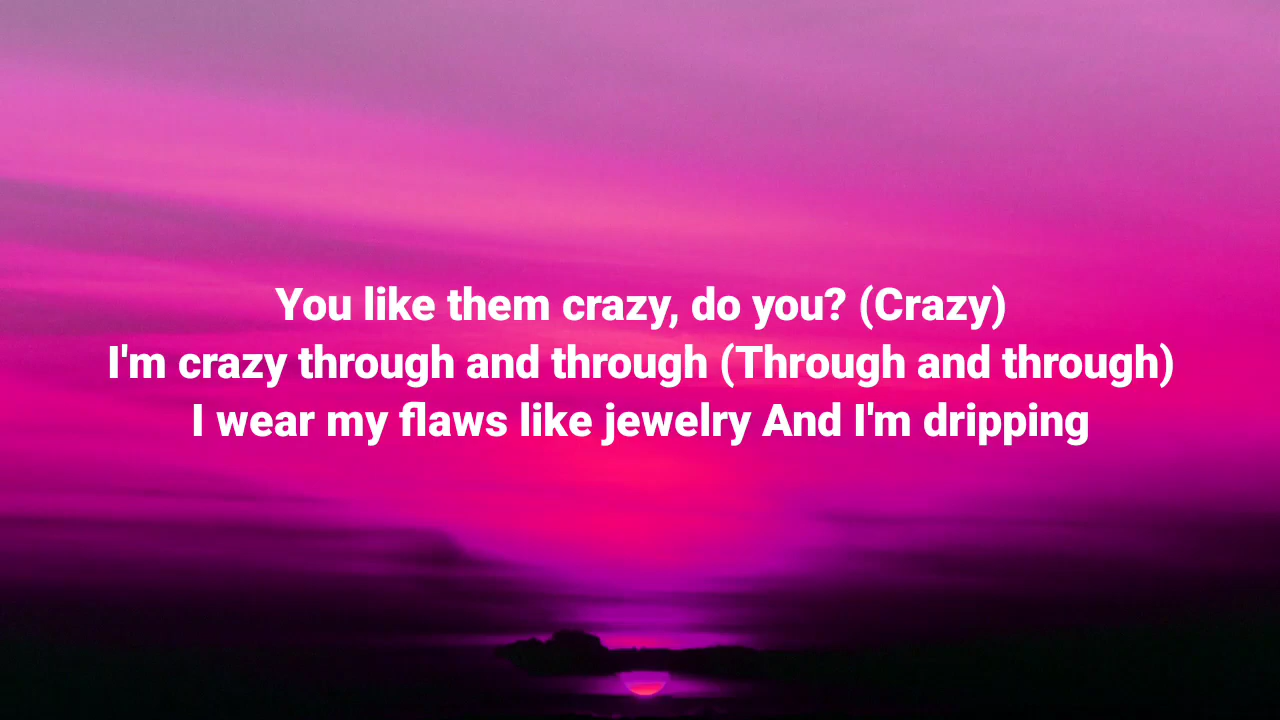 You like them crazy, do you? (Crazy)
I'm crazy through and through (Through and through)
I wear my flaws like jewelry And I'm dripping